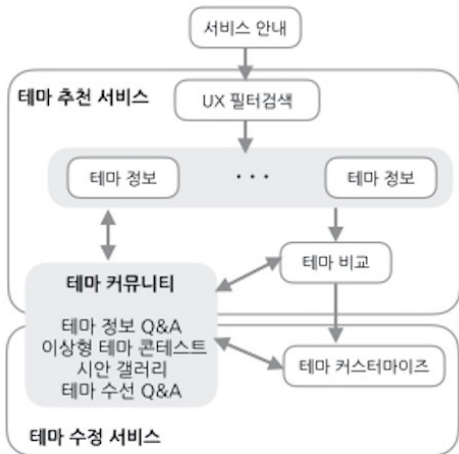 서비스 안내
테마 추천 서비스
UX 필터검색
테마 정보
...
테마 정보
테마 커뮤니티
테마 비교
테마 정보 Q&A
이상형 테마 콘테스트
시안 갤러리
테마 수선 Q&A
테마 커스터마이즈
테마 수정 서비스